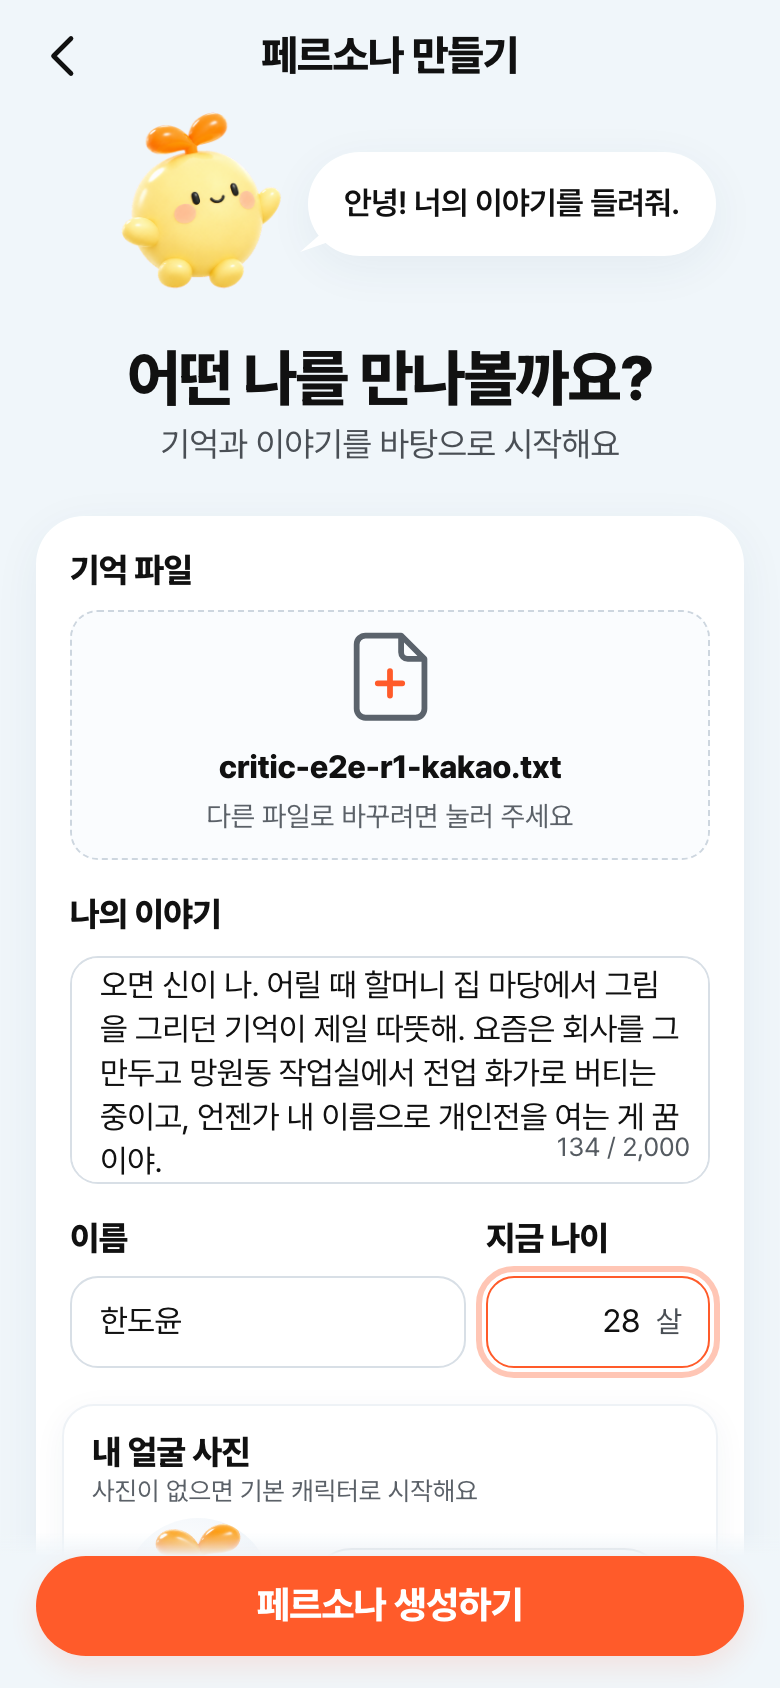 페르소나 만들기
안녕! 너의 이야기를 들려줘.
어떤 나를 만나볼까요?
기억과 이야기를 바탕으로 시작해요
기억 파일
critic-e2e-r1-kakao.txt
다른 파일로 바꾸려면 눌러 주세요
나의 이야기
오면 신이 나. 어릴 때 할머니 집 마당에서 그림
을 그리던 기억이 제일 따뜻해. 요즘은 회사를 그
만두고 망원동 작업실에서 전업 화가로 버티는
중이고, 언젠가 내 이름으로 개인전을 여는 게 꿈
이야.
134 / 2,000
이름
지금 나이
한도윤
28 살
내 얼굴 사진
사진이 없으면 기본 캐릭터로 시작해요
페르소나 생성하기